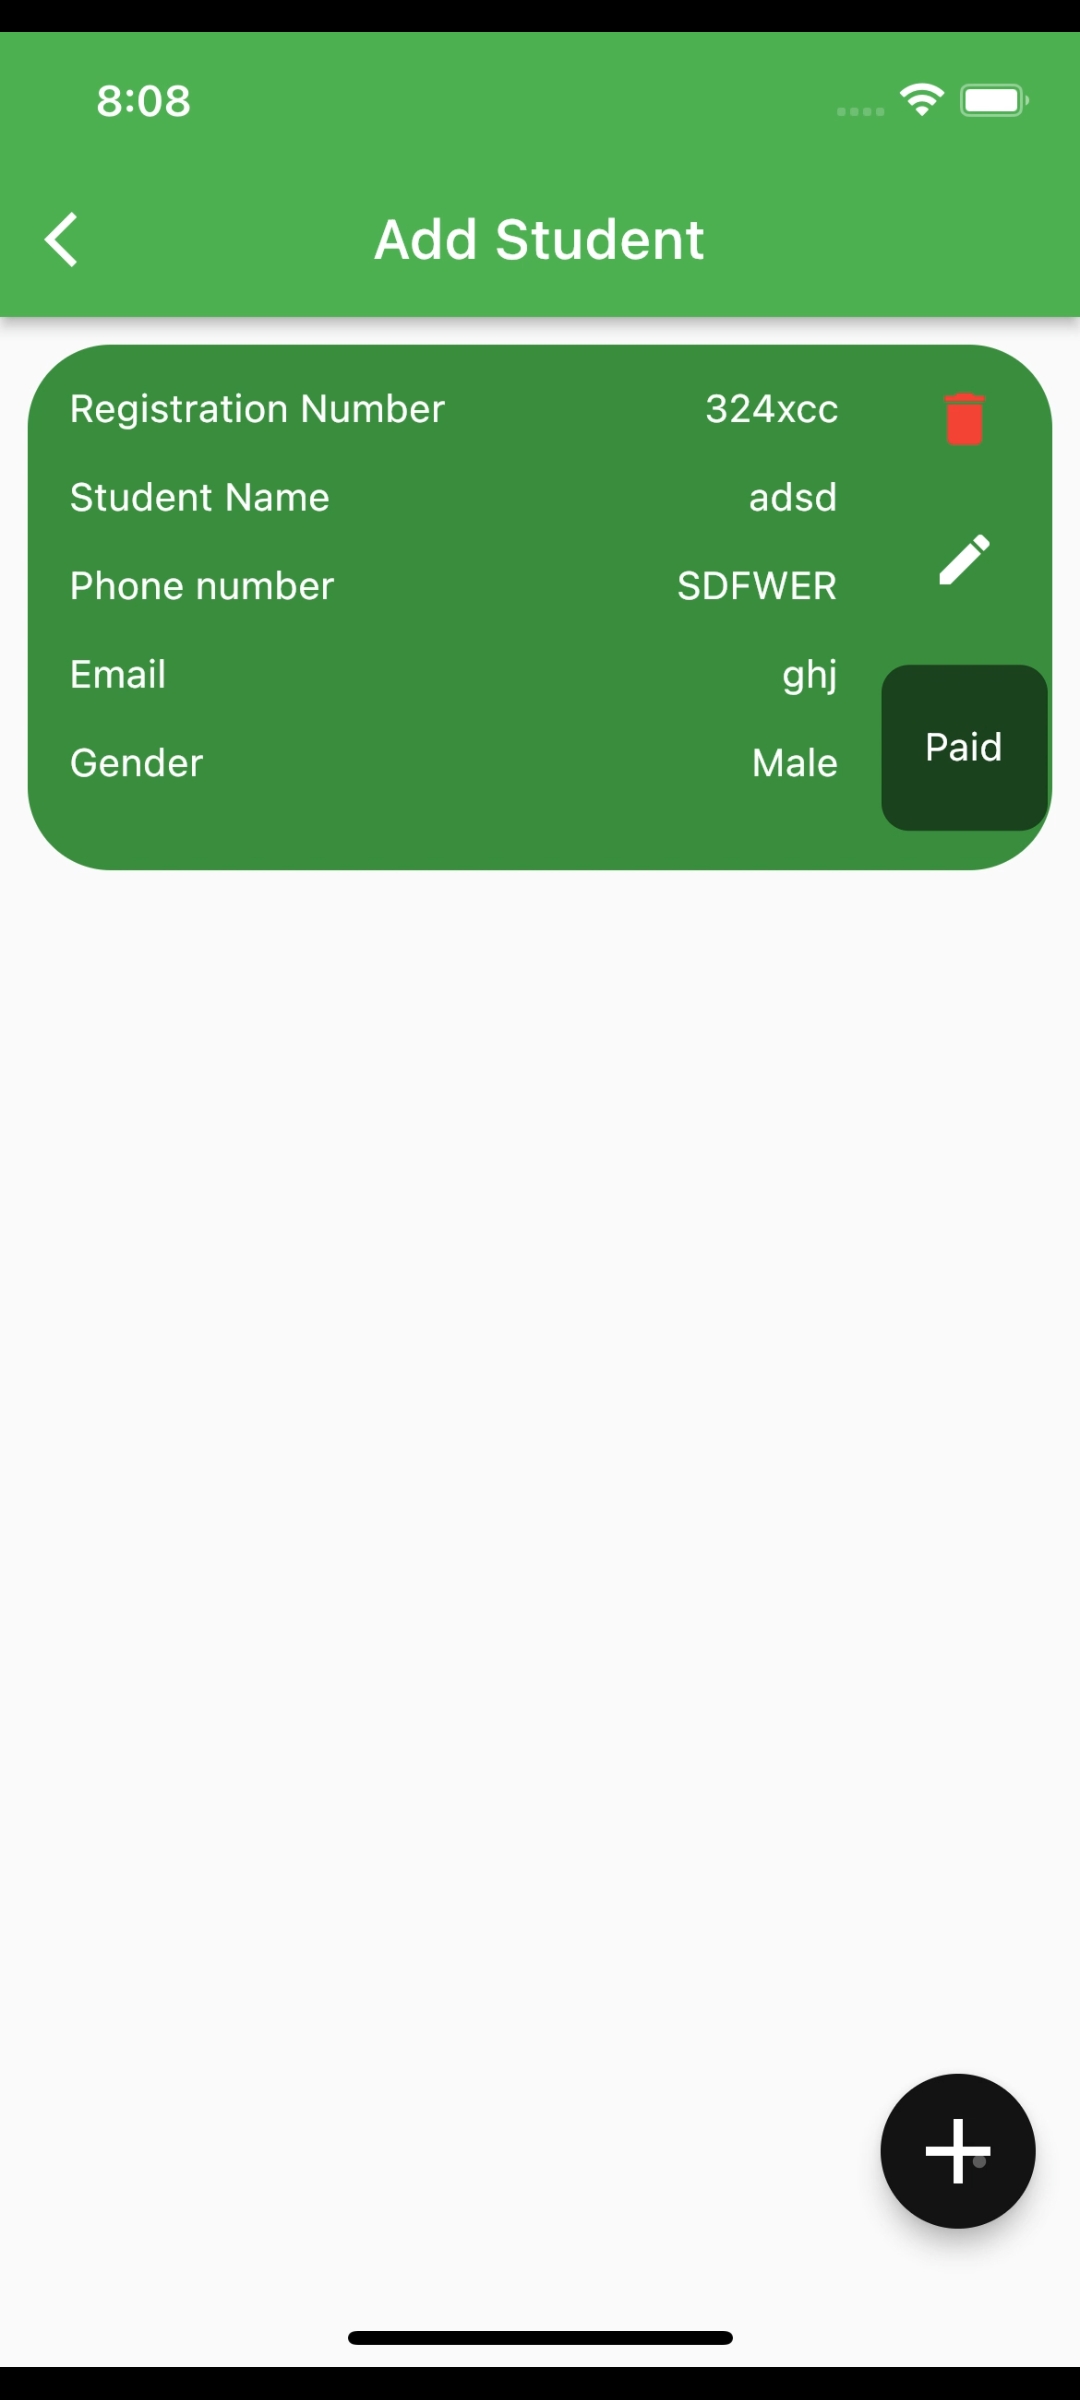 8:08
Add Student
Registration Number 324xcc
Student Name adsd
Phone number SDFWER
Email ghj
Gender Male
Paid